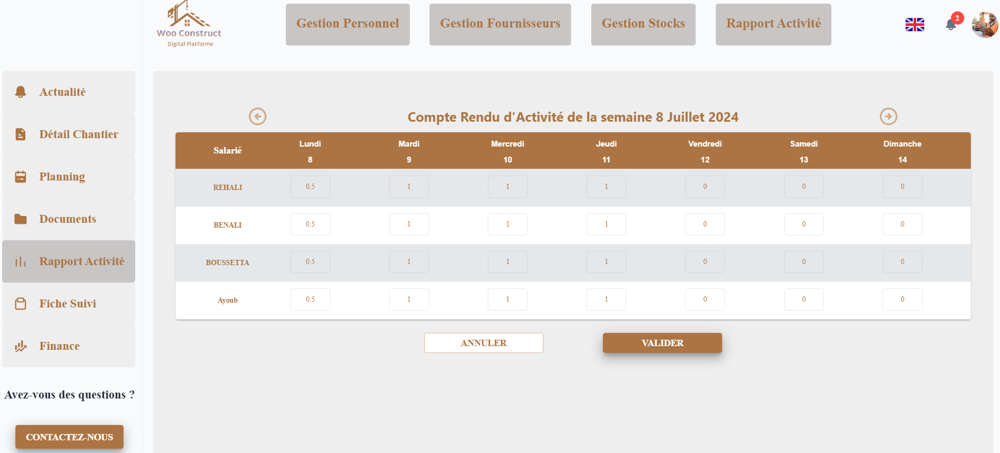 Woo Construct
Digital Platforme
Gestion Personnel
Gestion Fournisseurs
Gestion Stocks
Rapport Activité
2
Actualité
Détail Chantier
Planning
Documents
Rapport Activité
Fiche Suivi
Finance
Avez-vous des questions ?
CONTACTEZ-NOUS
Compte Rendu d'Activité de la semaine 8 Juillet 2024
Salarié Lundi 8 Mardi 9 Mercredi 10 Jeudi 11 Vendredi 12 Samedi 13 Dimanche 14
REHALI 0.5 1 1 1 0 0 0
BENALI 0.5 1 1 1 0 0 0
BOUSSETTA 0.5 1 1 1 0 0 0
Ayoub 0.5 1 1 1 0 0 0
ANNULER
VALIDER